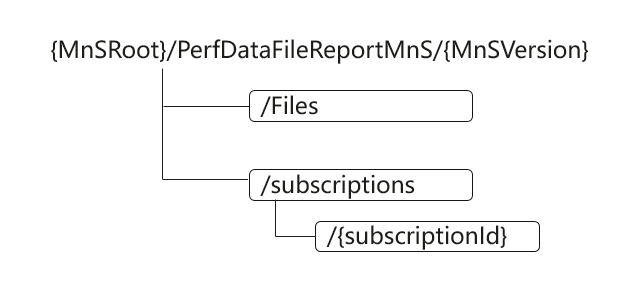 {MnSRoot}/PerfDataFileReportMnS/{MnSVersion}
/Files
/subscriptions
/{subscriptionId}